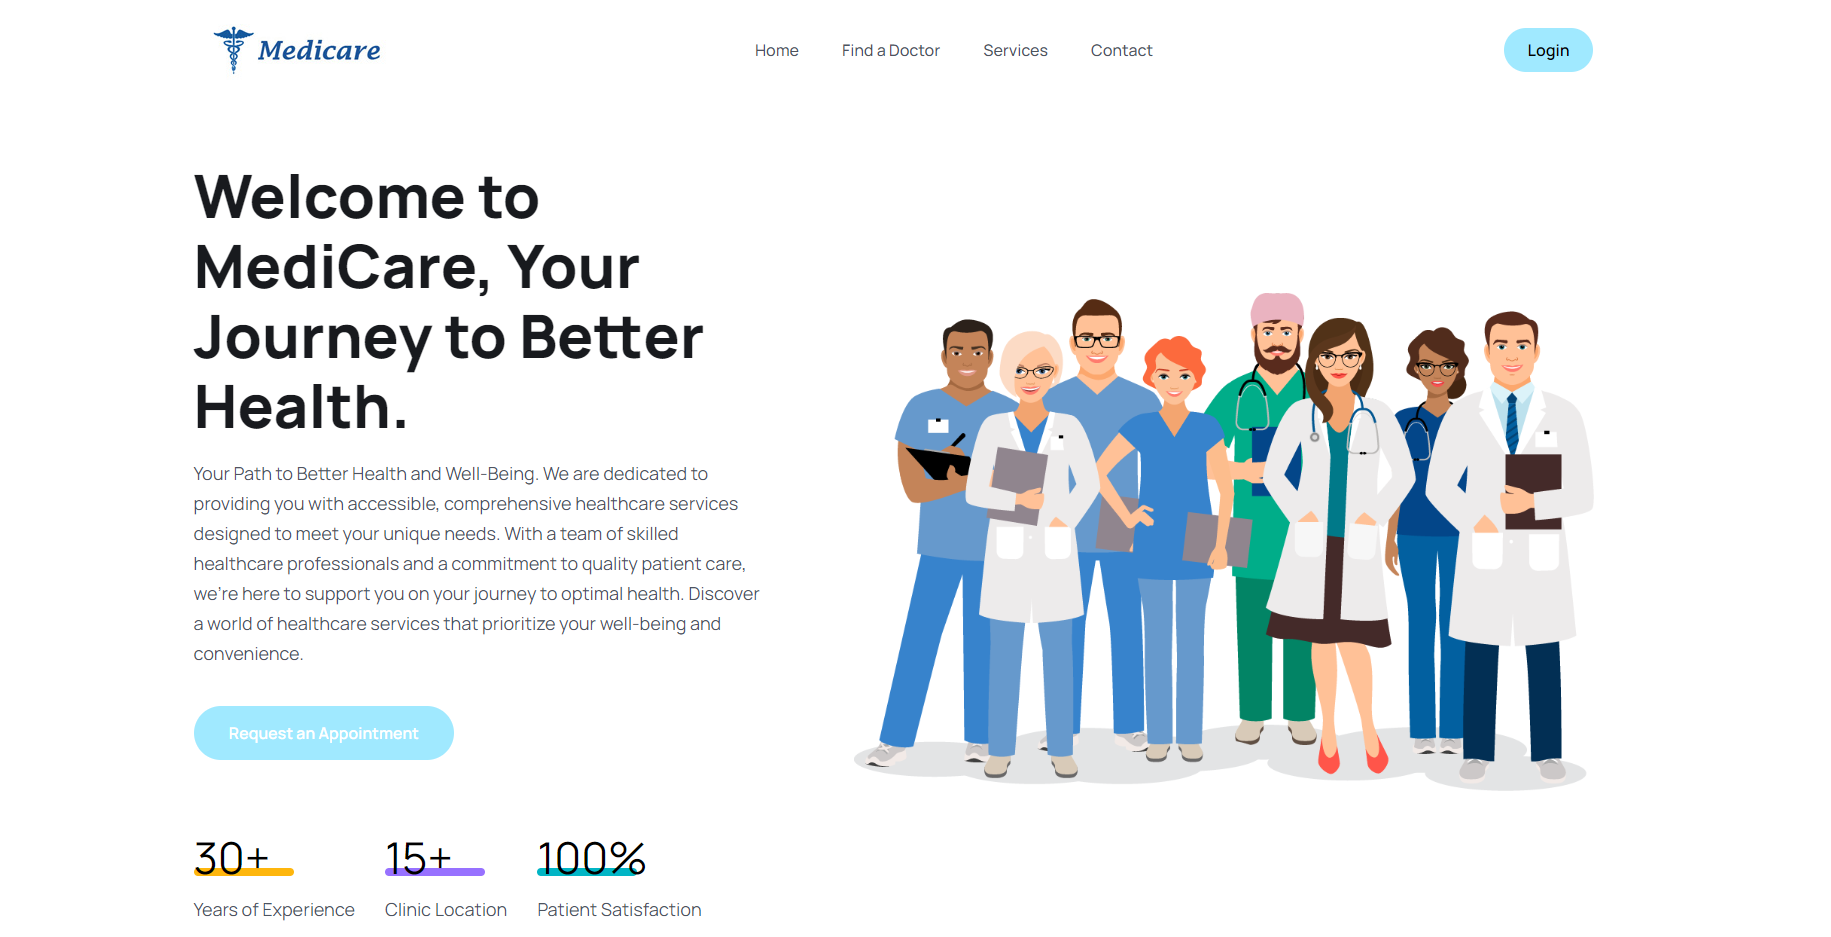 Medicare
Home
Find a Doctor
Services
Contact
Login
Welcome to
MediCare, Your
Journey to Better
Health.
Your Path to Better Health and Well-Being. We are dedicated to
providing you with accessible, comprehensive healthcare services
designed to meet your unique needs. With a team of skilled
healthcare professionals and a commitment to quality patient care,
we're here to support you on your journey to optimal health. Discover
a world of healthcare services that prioritize your well-being and
convenience.
Request an Appointment
30+
15+
100%
Years of Experience
Clinic Location
Patient Satisfaction